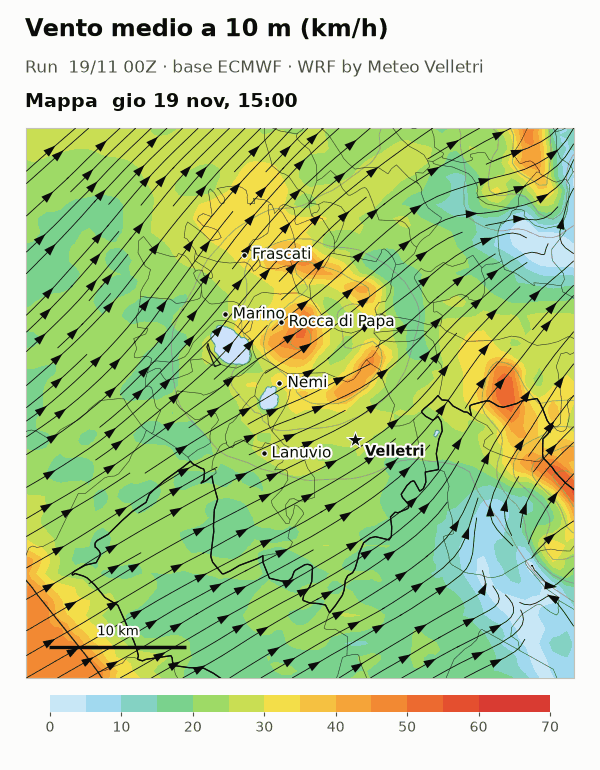 Vento medio a 10 m (km/h)
Run  19/11 00Z · base ECMWF · WRF by Meteo Velletri
Mappa  gio 19 nov, 15:00
Frascati
Marino
Rocca di Papa
Nemi
Lanuvio
Velletri
10 km
0 10 20 30 40 50 60 70